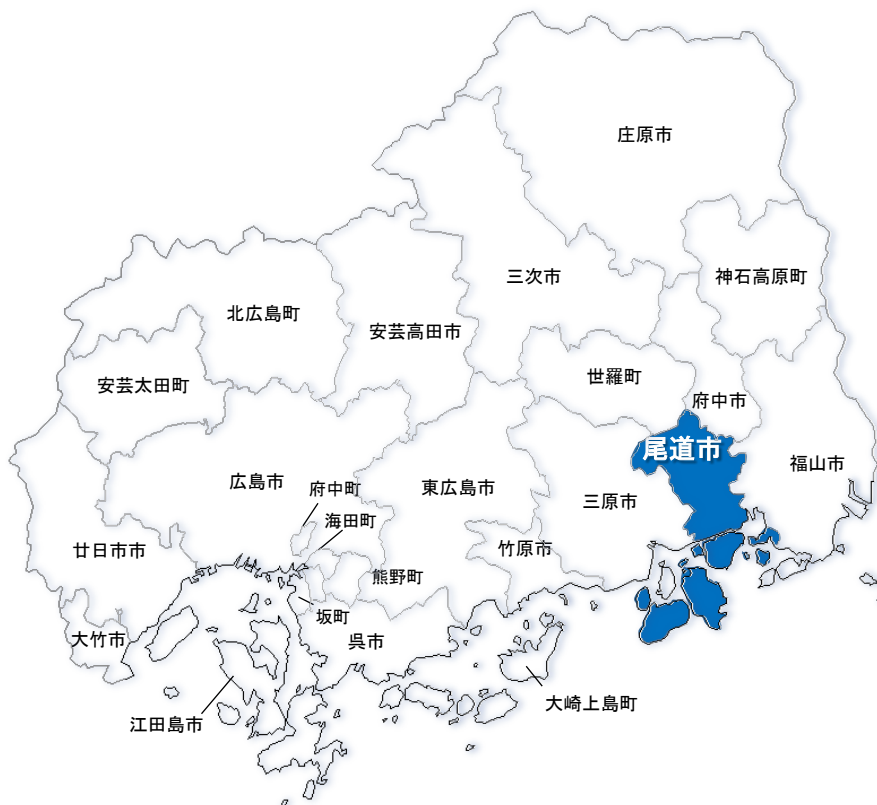 庄原市
三次市
神石高原町
北広島町
安芸高田市
安芸太田町
世羅町
府中市
尾道市
福山市
広島市
府中町
東広島市
三原市
海田町
廿日市市
竹原市
熊野町
坂町
大竹市
呉市
江田島市
大崎上島町